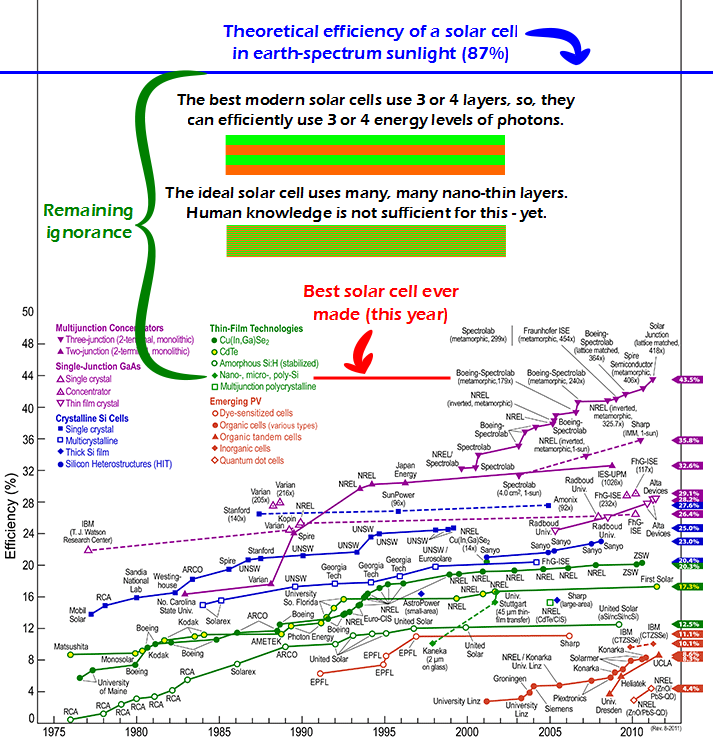 Theoretical efficiency of a solar cell
in earth-spectrum sunlight (87%)
The best modern solar cells use 3 or 4 layers, so, they
can efficiently use 3 or 4 energy levels of photons.
The ideal solar cell uses many, many nano-thin layers.
Human knowledge is not sufficient for this - yet.
Remaining
ignorance
Best solar cell ever
made (this year)
Efficiency (%)
50
48
44
40
36
32
28
24
20
16
12
8
4
0
Multijunction Concentrators
Three-junction (2-terminal, monolithic)
Two-junction (2-terminal, monolithic)
Single-Junction GaAs
Single crystal
Concentrator
Thin film crystal
Crystalline Si Cells
Single crystal
Multicrystalline
Thick Si film
Silicon Heterostructures (HIT)
Thin-Film Technologies
Cu(In,Ga)Se2
CdTe
Amorphous Si:H (stabilized)
Nano-, micro-, poly-Si
Multijunction polycrystalline
Emerging PV
Dye-sensitized cells
Organic cells (various types)
Organic tandem cells
Inorganic cells
Quantum dot cells
Spectrolab
(metamorphic, 299x)
Fraunhofer ISE
(metamorphic, 454x)
Boeing-
Spectrolab
(lattice matched,
364x)
Solar
Junction
(lattice matched,
418x)
Spire
Semiconductor
(metamorphic,
406x)
Boeing-Spectrolab
(metamorphic,179x)
Boeing-Spectrolab
(metamorphic, 240x)
NREL
(inverted, metamorphic)
NREL
Boeing-
Spectrolab
NREL
(inverted,
metamorphic,
325.7x)
Boeing-
Spectrolab
NREL
(inverted,
metamorphic,1-sun)
Sharp
(IMM, 1-sun)
NREL/
Spectrolab
Spectrolab
Spectrolab
Sharp
(4.0 cm2, 1-sun)
IES-UPM
(1026x)
FhG-ISE
(117x)
Japan
Energy
NREL
NREL
Varian
(205x)
Varian
(216x)
Stanford
(140x)
Kopin
Varian
NREL
SunPower
(96x)
Amonix
(92x)
Radboud
Univ.
FhG-ISE
(232x)
Alta
Devices
Radboud
Univ.
FhG-
ISE
Alta
Devices
IBM
(T. J. Watson
Research Center)
Spire
Spire
Stanford
UNSW
UNSW
UNSW
UNSW
UNSW
UNSW
NREL
Cu(In,Ga)Se2
(14x)
Sanyo
Sanyo
Sanyo
Sanyo
Sanyo
Sandia
National
Lab
Westing-
house
ARCO
RCA
Mobil
Solar
No. Carolina
State Univ.
Solarex
Varian
Georgia
Tech
Georgia
Tech
Georgia
Tech
UNSW /
Eurosolare
FhG-ISE
University
So. Florida
NREL
NREL
NREL
NREL
NREL
NREL
NREL
NREL
NREL
NREL
ZSW
ZSW
First Solar
Euro-CIS
AstroPower
(small-area)
Univ.
Stuttgart
(45 µm thin-
film transfer)
Sharp
(large-area)
NREL
(CdTe/CIS)
ARCO
Boeing
Kodak
Boeing
Boeing
Boeing
AMETEK
Photon Energy
Matsushita
Monosolar
Kodak
Boeing
University
of Maine
RCA
RCA
RCA
RCA
RCA
RCA
Solarex
ARCO
United Solar
United Solar
Kaneka
(2 µm
on glass)
United
Solar
United Solar
(aSi/ncSi/ncSi)
EPFL
EPFL
EPFL
Sharp
IBM
(CTZSSe)
IBM
(CTZSSe)
Konarka
Solarmer
Konarka
NREL / Konarka
Univ. Linz
Groningen
University Linz
University
Linz
Siemens
Plextronics
Univ.
Dresden
Heliatek
UCLA
NREL
(ZnO/
PbS-QD)
NREL
(ZnO/PbS-QD)
43.5%
35.8%
32.6%
29.1%
28.2%
27.6%
26.4%
25.0%
23.0%
20.4%
17.3%
12.5%
11.1%
10.1%
4.4%
1975
1980
1985
1990
1995
2000
2005
2010
(Rev. 8-2011)